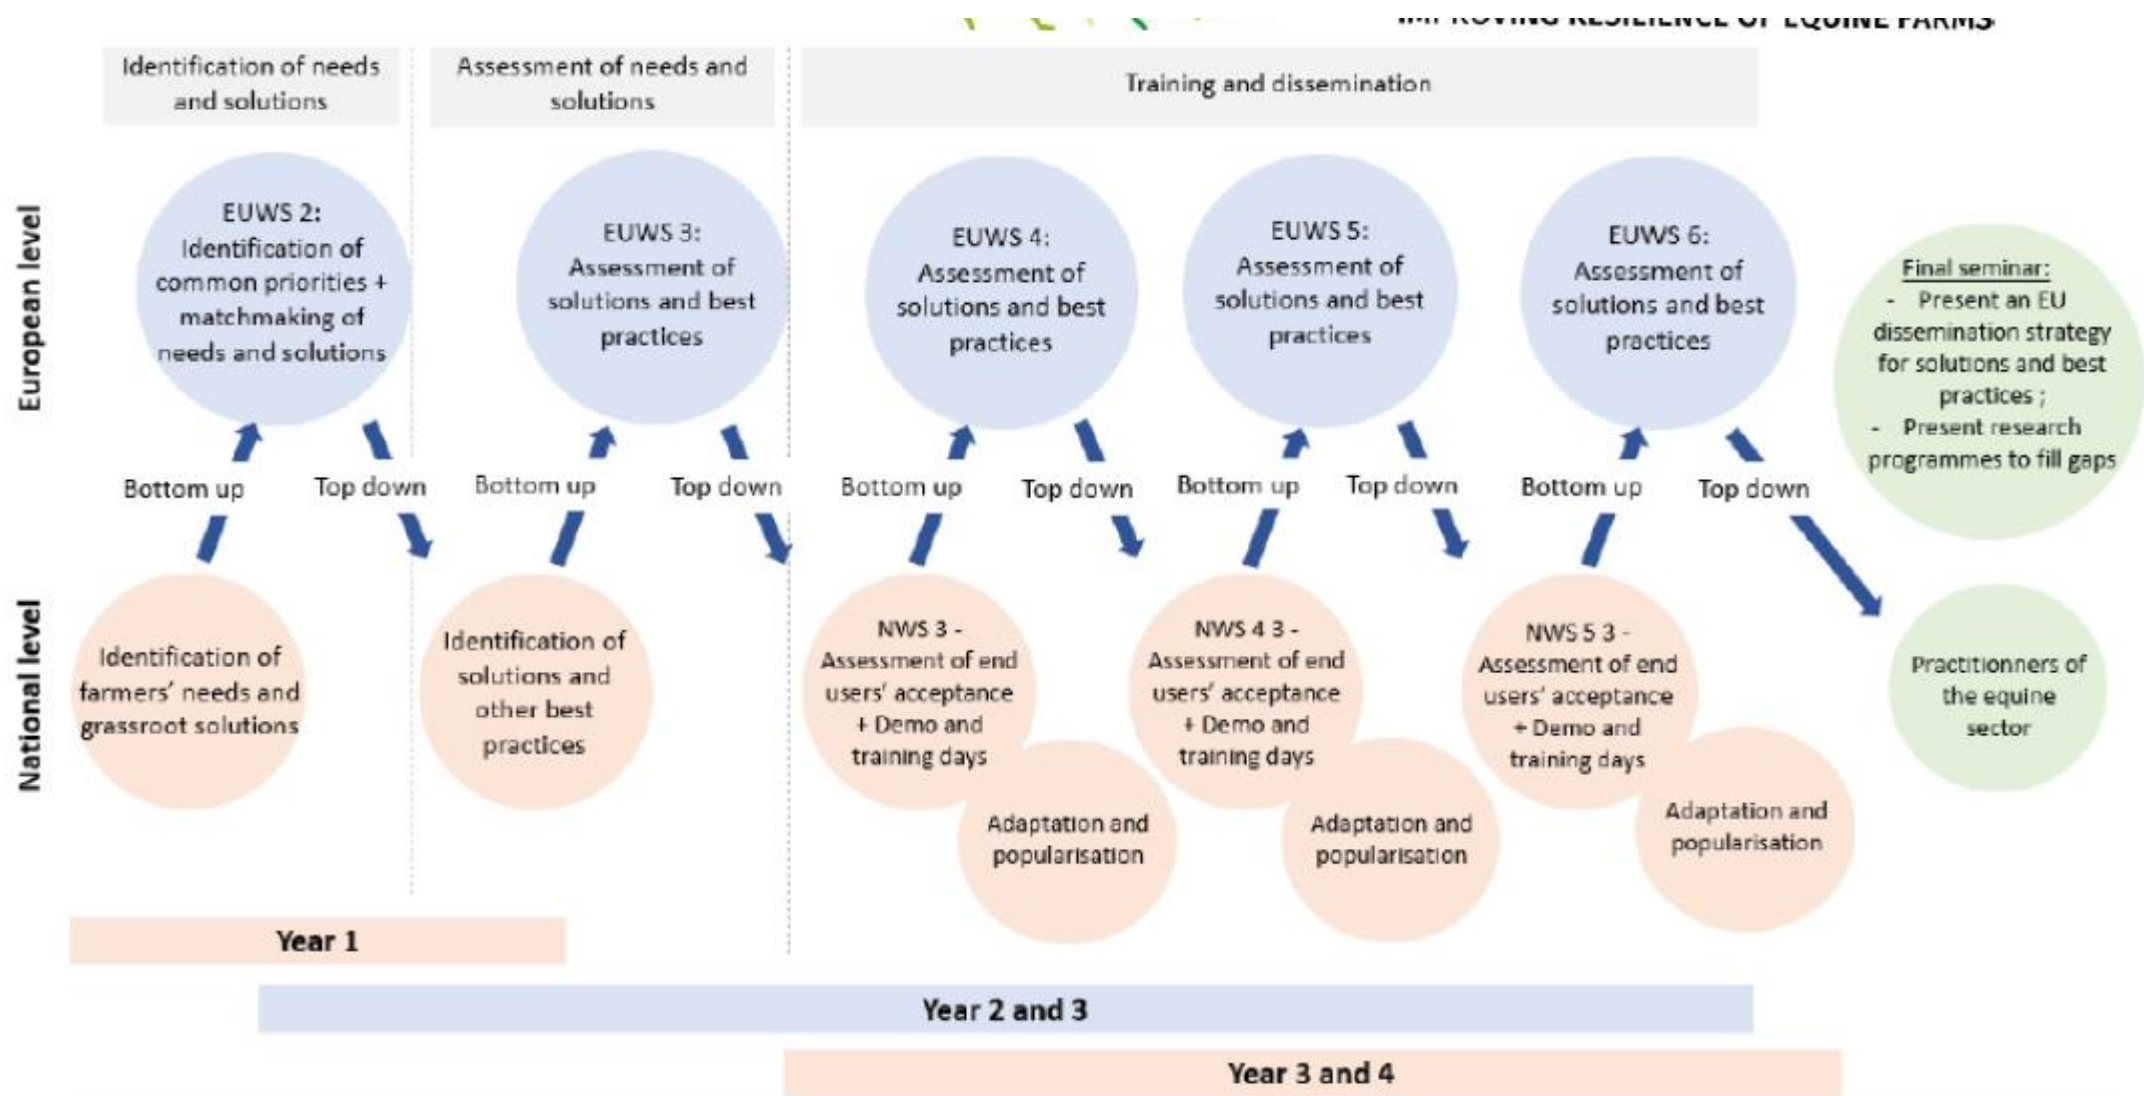 IMPROVING RESILIENCE OF EQUINE FARMS
Identification of needs
and solutions
Assessment of needs and
solutions
Training and dissemination
European level
EUWS 2:
Identification of
common priorities +
matchmaking of
needs and solutions
EUWS 3:
Assessment of
solutions and best
practices
EUWS 4:
Assessment of
solutions and best
practices
EUWS 5:
Assessment of
solutions and best
practices
EUWS 6:
Assessment of
solutions and best
practices
Final seminar:
- Present an EU
dissemination strategy
for solutions and best
practices ;
- Present research
programmes to fill gaps
Bottom up
Top down
Bottom up
Top down
Bottom up
Top down
Bottom up
Top down
Bottom up
Top down
National level
Identification of
farmers' needs and
grassroot solutions
Identification of
solutions and
other best
practices
NWS 3 -
Assessment of end
users' acceptance
+ Demo and
training days
Adaptation and
popularisation
NWS 4 3 -
Assessment of end
users' acceptance
+ Demo and
training days
Adaptation and
popularisation
NWS 5 3 -
Assessment of end
users' acceptance
+ Demo and
training days
Adaptation and
popularisation
Practitionners of
the equine
sector
Year 1
Year 2 and 3
Year 3 and 4